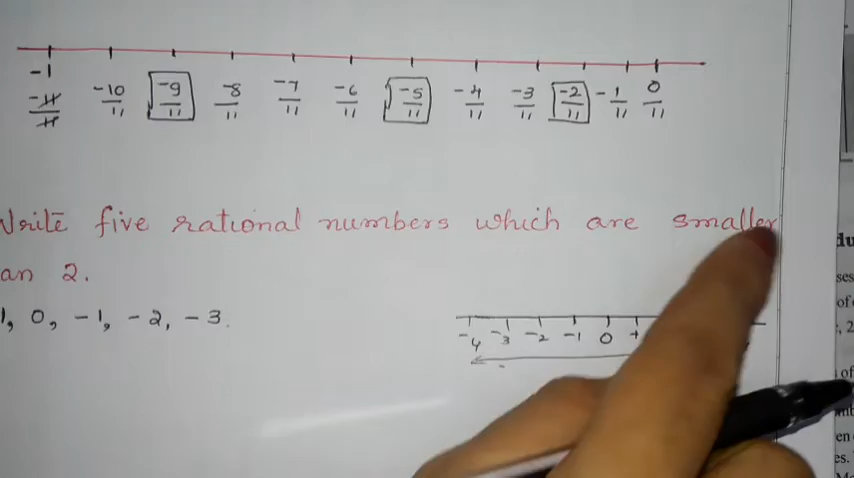 -1
-11/11 -10/11 -9/11 -8/11 -7/11 -6/11 -5/11 -4/11 -3/11 -2/11 -1/11 0/11
Write five rational numbers which are smaller
an 2.
1, 0, -1, -2, -3.
-4 -3 -2 -1 0